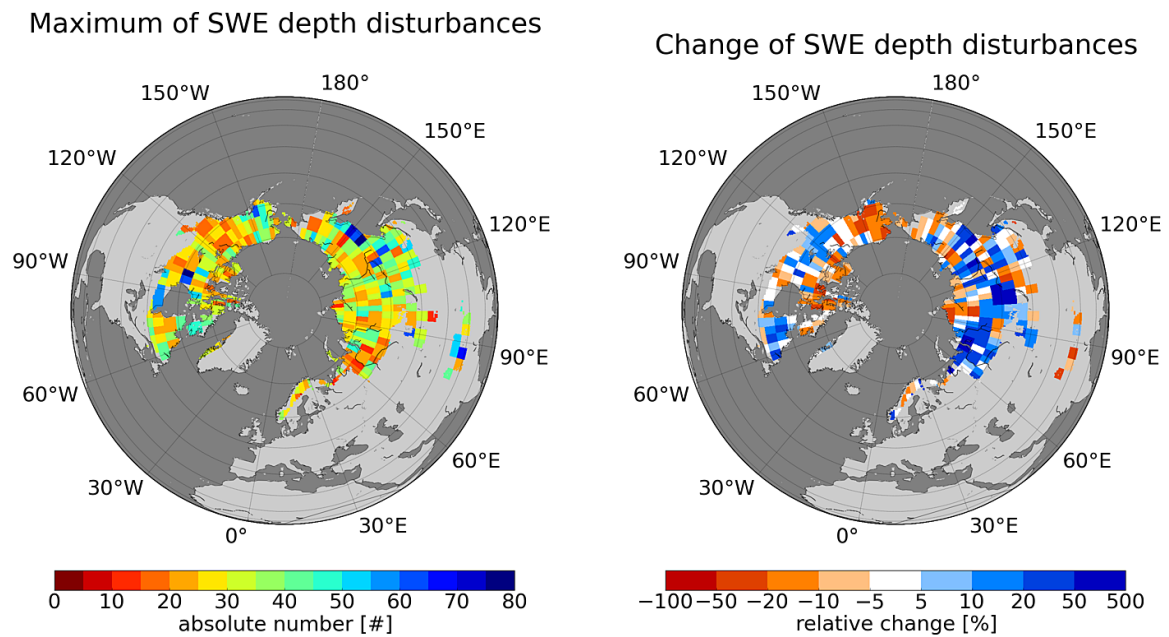 Maximum of SWE depth disturbances
180°
150°W
150°E
120°W
120°E
90°W
90°E
60°W
60°E
30°W
30°E
0°
0 10 20 30 40 50 60 70 80
absolute number [#]
Change of SWE depth disturbances
180°
150°W
150°E
120°W
120°E
90°W
90°E
60°W
60°E
30°W
30°E
0°
−100 −50 −20 −10 −5 5 10 20 50 500
relative change [%]